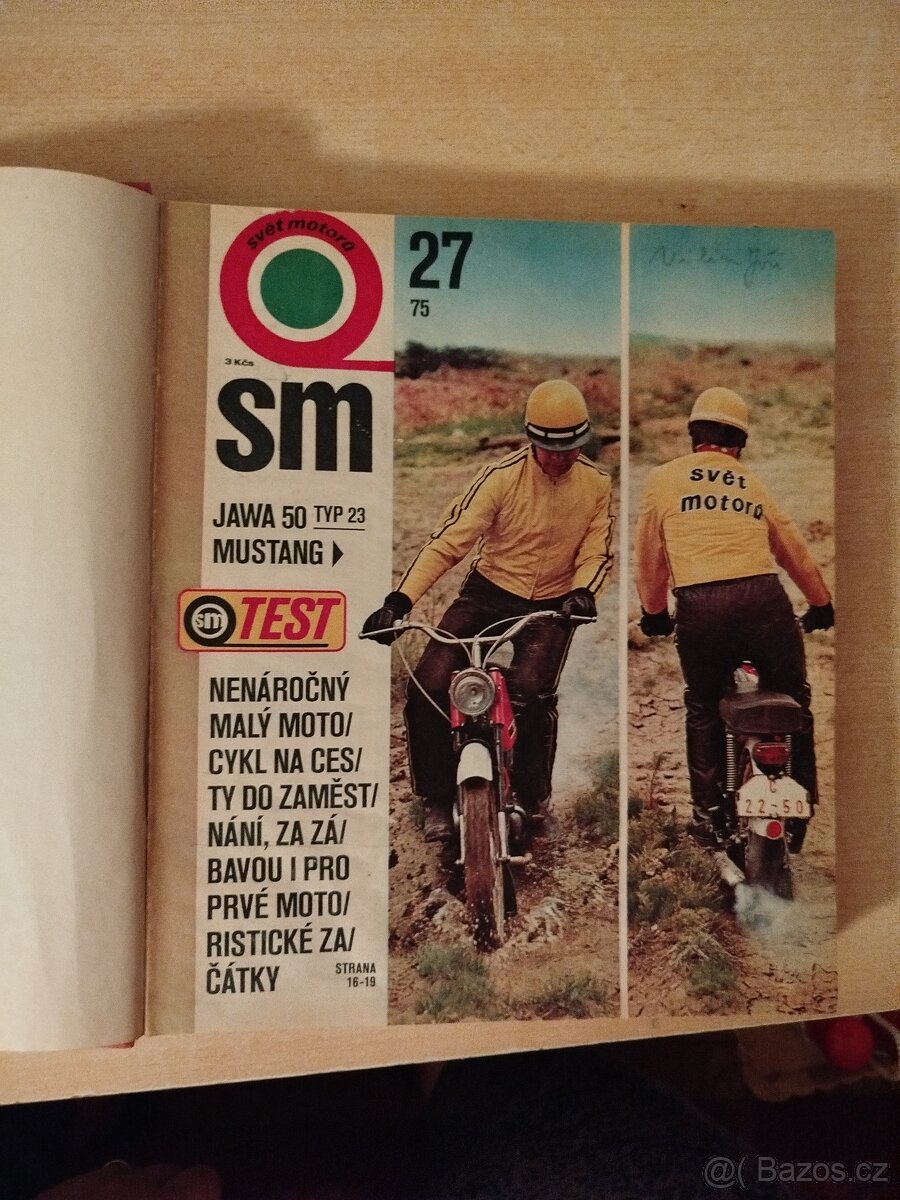 svět motorů
3 Kčs
sm
27
75
JAWA 50 TYP 23
MUSTANG
sm TEST
NENÁROČNÝ
MALÝ MOTO/
CYKL NA CES/
TY DO ZAMĚST/
NÁNÍ, ZA ZÁ/
BAVOU I PRO
PRVÉ MOTO/
RISTICKÉ ZA/
ČÁTKY
STRANA
16-19
svět
motorů
C
22-50
@( Bazos.cz